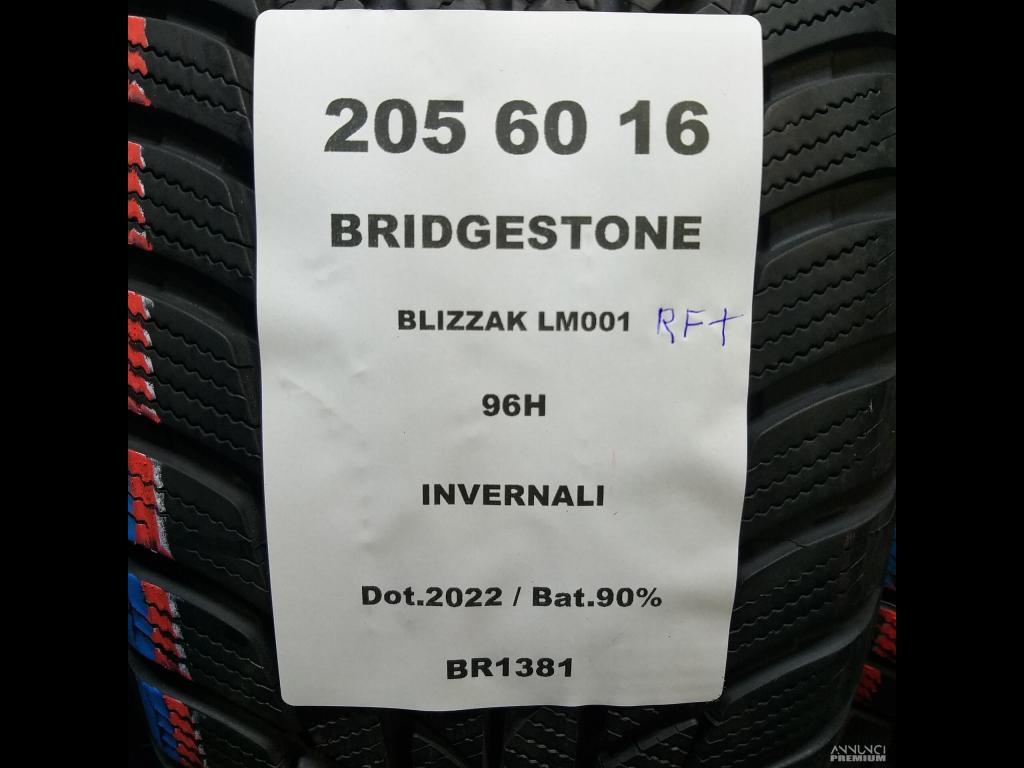 205 60 16
BRIDGESTONE
BLIZZAK LM001 RFT
96H
INVERNALI
Dot.2022 / Bat.90%
BR1381
ANNUNCI
PREMIUM